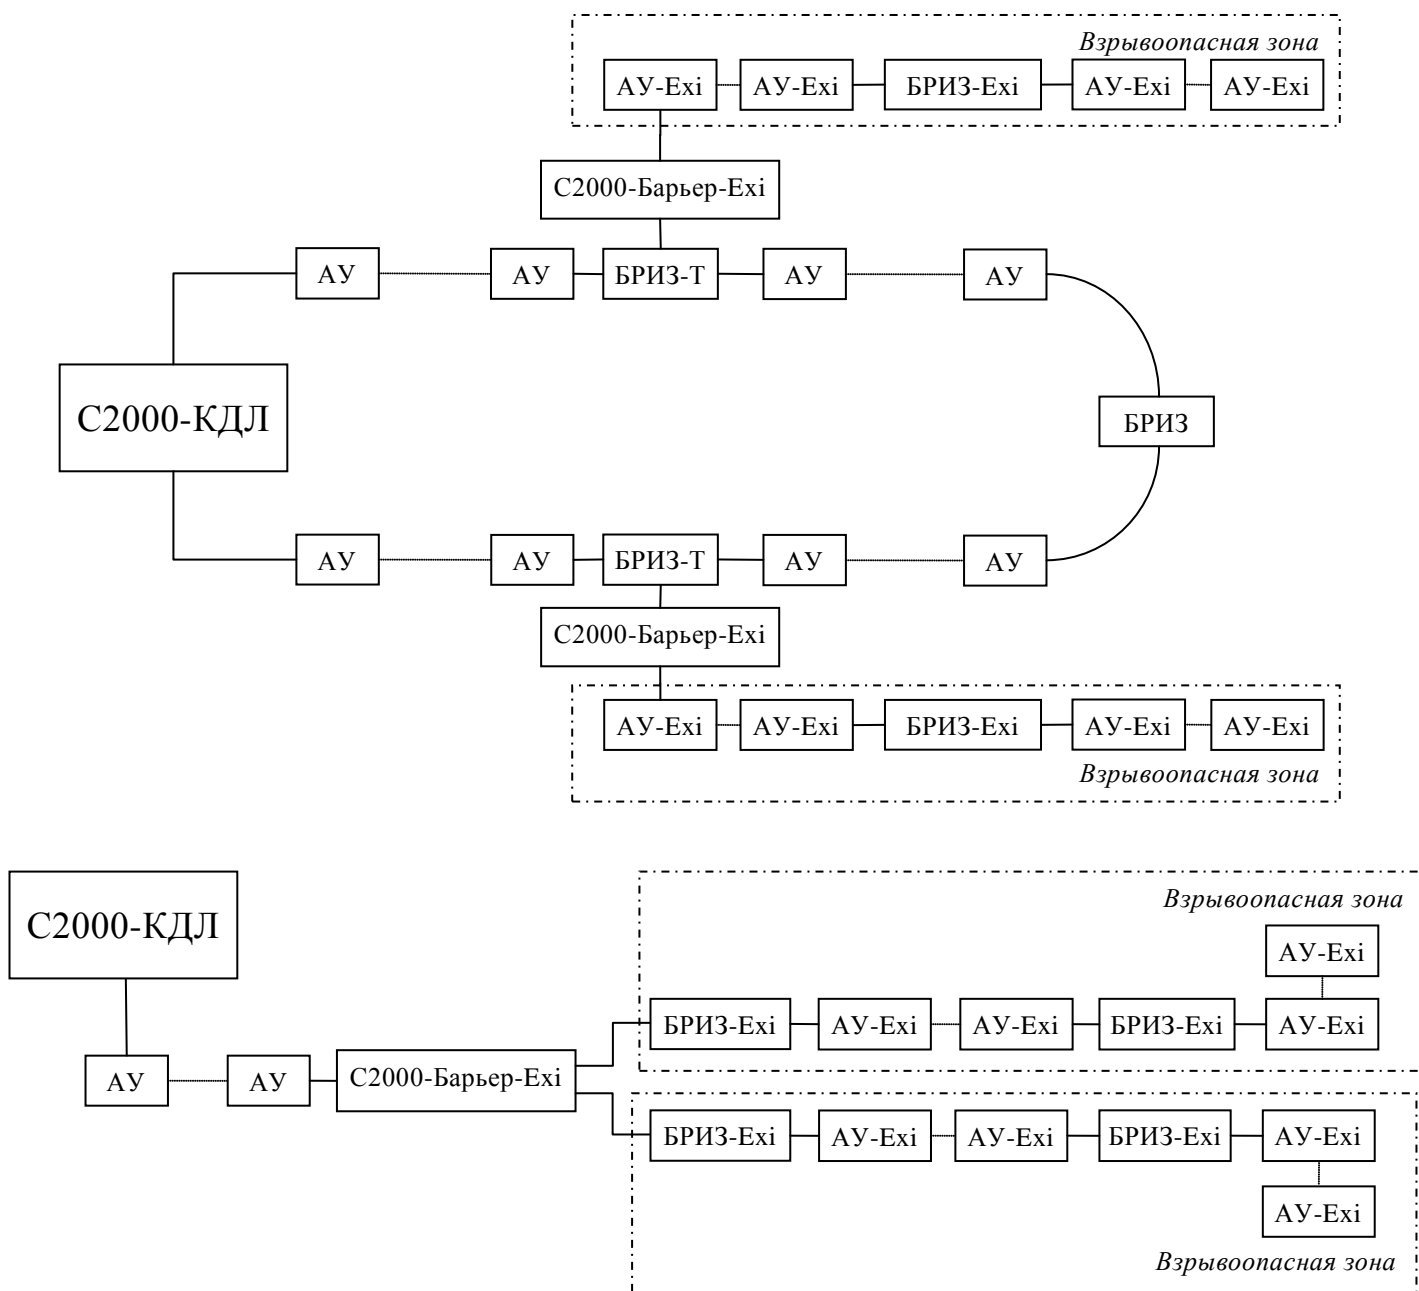 Взрывоопасная зона
АУ-Exi АУ-Exi БРИЗ-Exi АУ-Exi АУ-Exi
С2000-Барьер-Exi
АУ АУ БРИЗ-Т АУ АУ
С2000-КДЛ БРИЗ
АУ АУ БРИЗ-Т АУ АУ
С2000-Барьер-Exi
АУ-Exi АУ-Exi БРИЗ-Exi АУ-Exi АУ-Exi
Взрывоопасная зона
Взрывоопасная зона
С2000-КДЛ
АУ-Exi
БРИЗ-Exi АУ-Exi АУ-Exi БРИЗ-Exi АУ-Exi
АУ АУ С2000-Барьер-Exi
БРИЗ-Exi АУ-Exi АУ-Exi БРИЗ-Exi АУ-Exi
АУ-Exi
Взрывоопасная зона